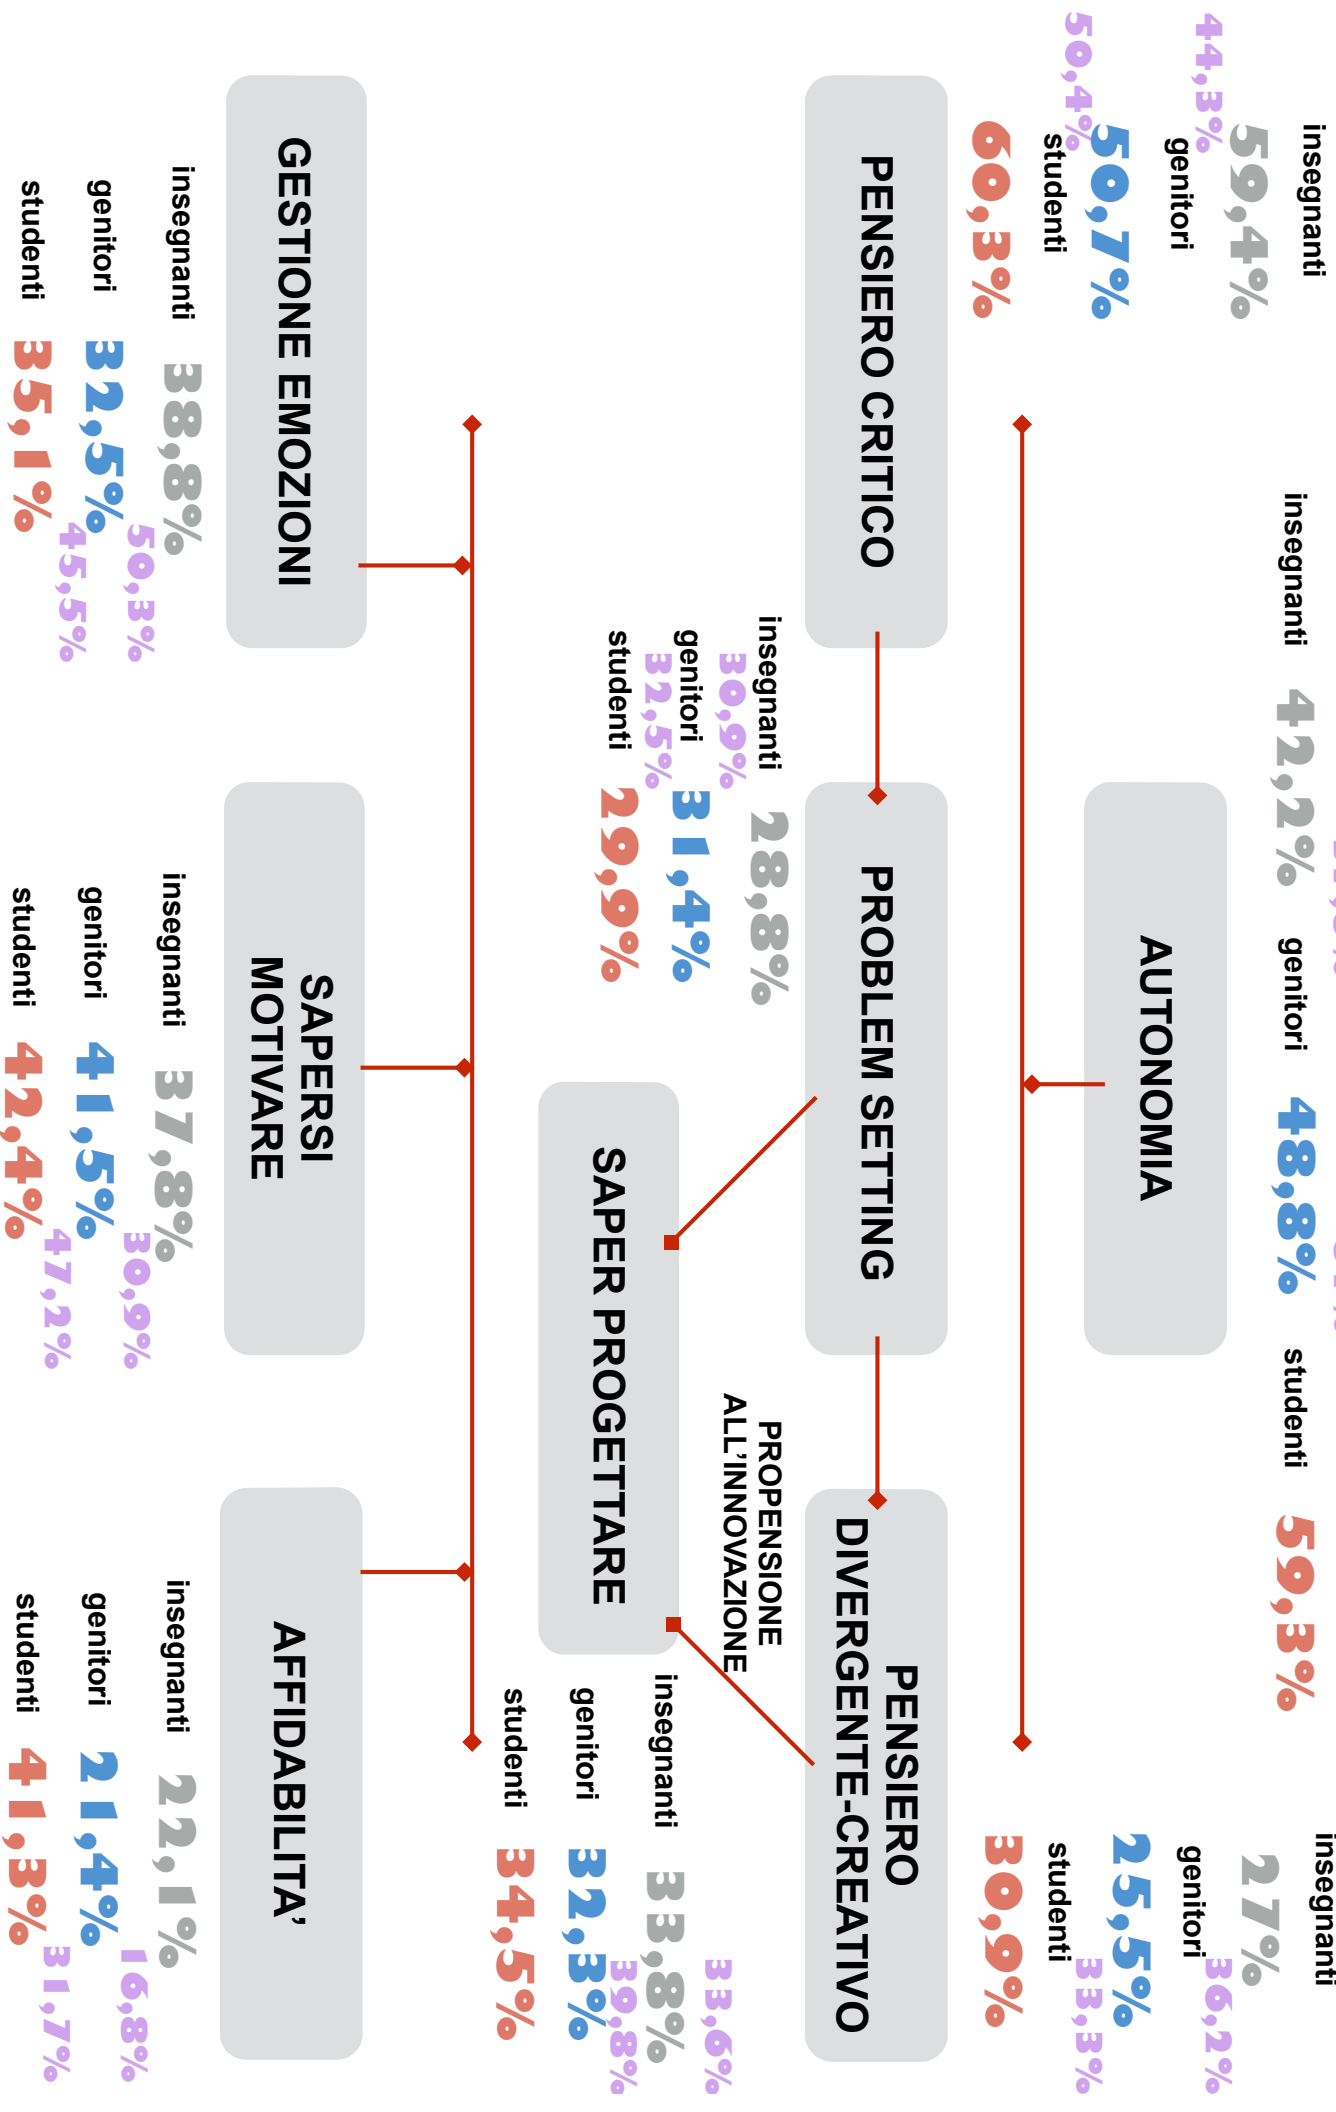 insegnanti
59,4%
44,3%
genitori
50,7%
50,4%
studenti
60,3%
insegnanti 42,2% genitori 48,8% studenti 59,3%
AUTONOMIA
insegnanti
27%
36,2%
genitori
25,5%
33,3%
studenti
30,9%
PENSIERO CRITICO
PROBLEM SETTING
PENSIERO
DIVERGENTE-CREATIVO
insegnanti 28,8%
30,9%
genitori 31,4%
32,5%
studenti 29,9%
PROPENSIONE
ALL'INNOVAZIONE
SAPER PROGETTARE
33,6%
insegnanti 33,8%
39,8%
genitori 32,3%
studenti 34,5%
GESTIONE EMOZIONI
SAPERSI
MOTIVARE
AFFIDABILITA'
insegnanti 38,8%
50,3%
genitori 32,5%
45,5%
studenti 35,1%
insegnanti 37,8%
30,9%
genitori 41,5%
47,2%
studenti 42,4%
insegnanti 22,1%
16,8%
genitori 21,4%
31,7%
studenti 41,3%